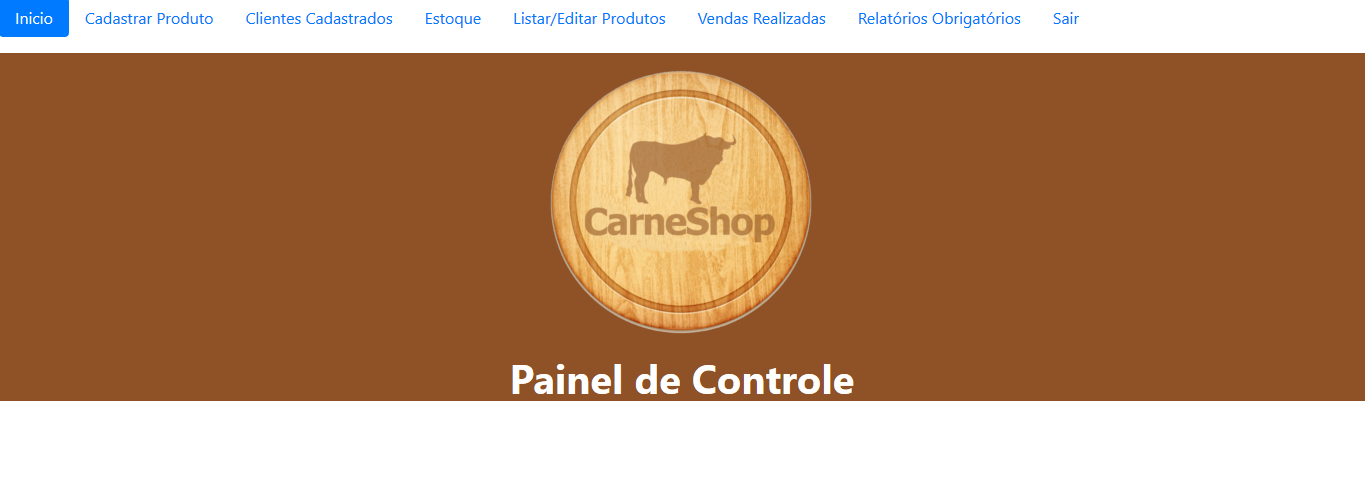 Inicio Cadastrar Produto Clientes Cadastrados Estoque Listar/Editar Produtos Vendas Realizadas Relatórios Obrigatórios Sair
CarneShop
Painel de Controle